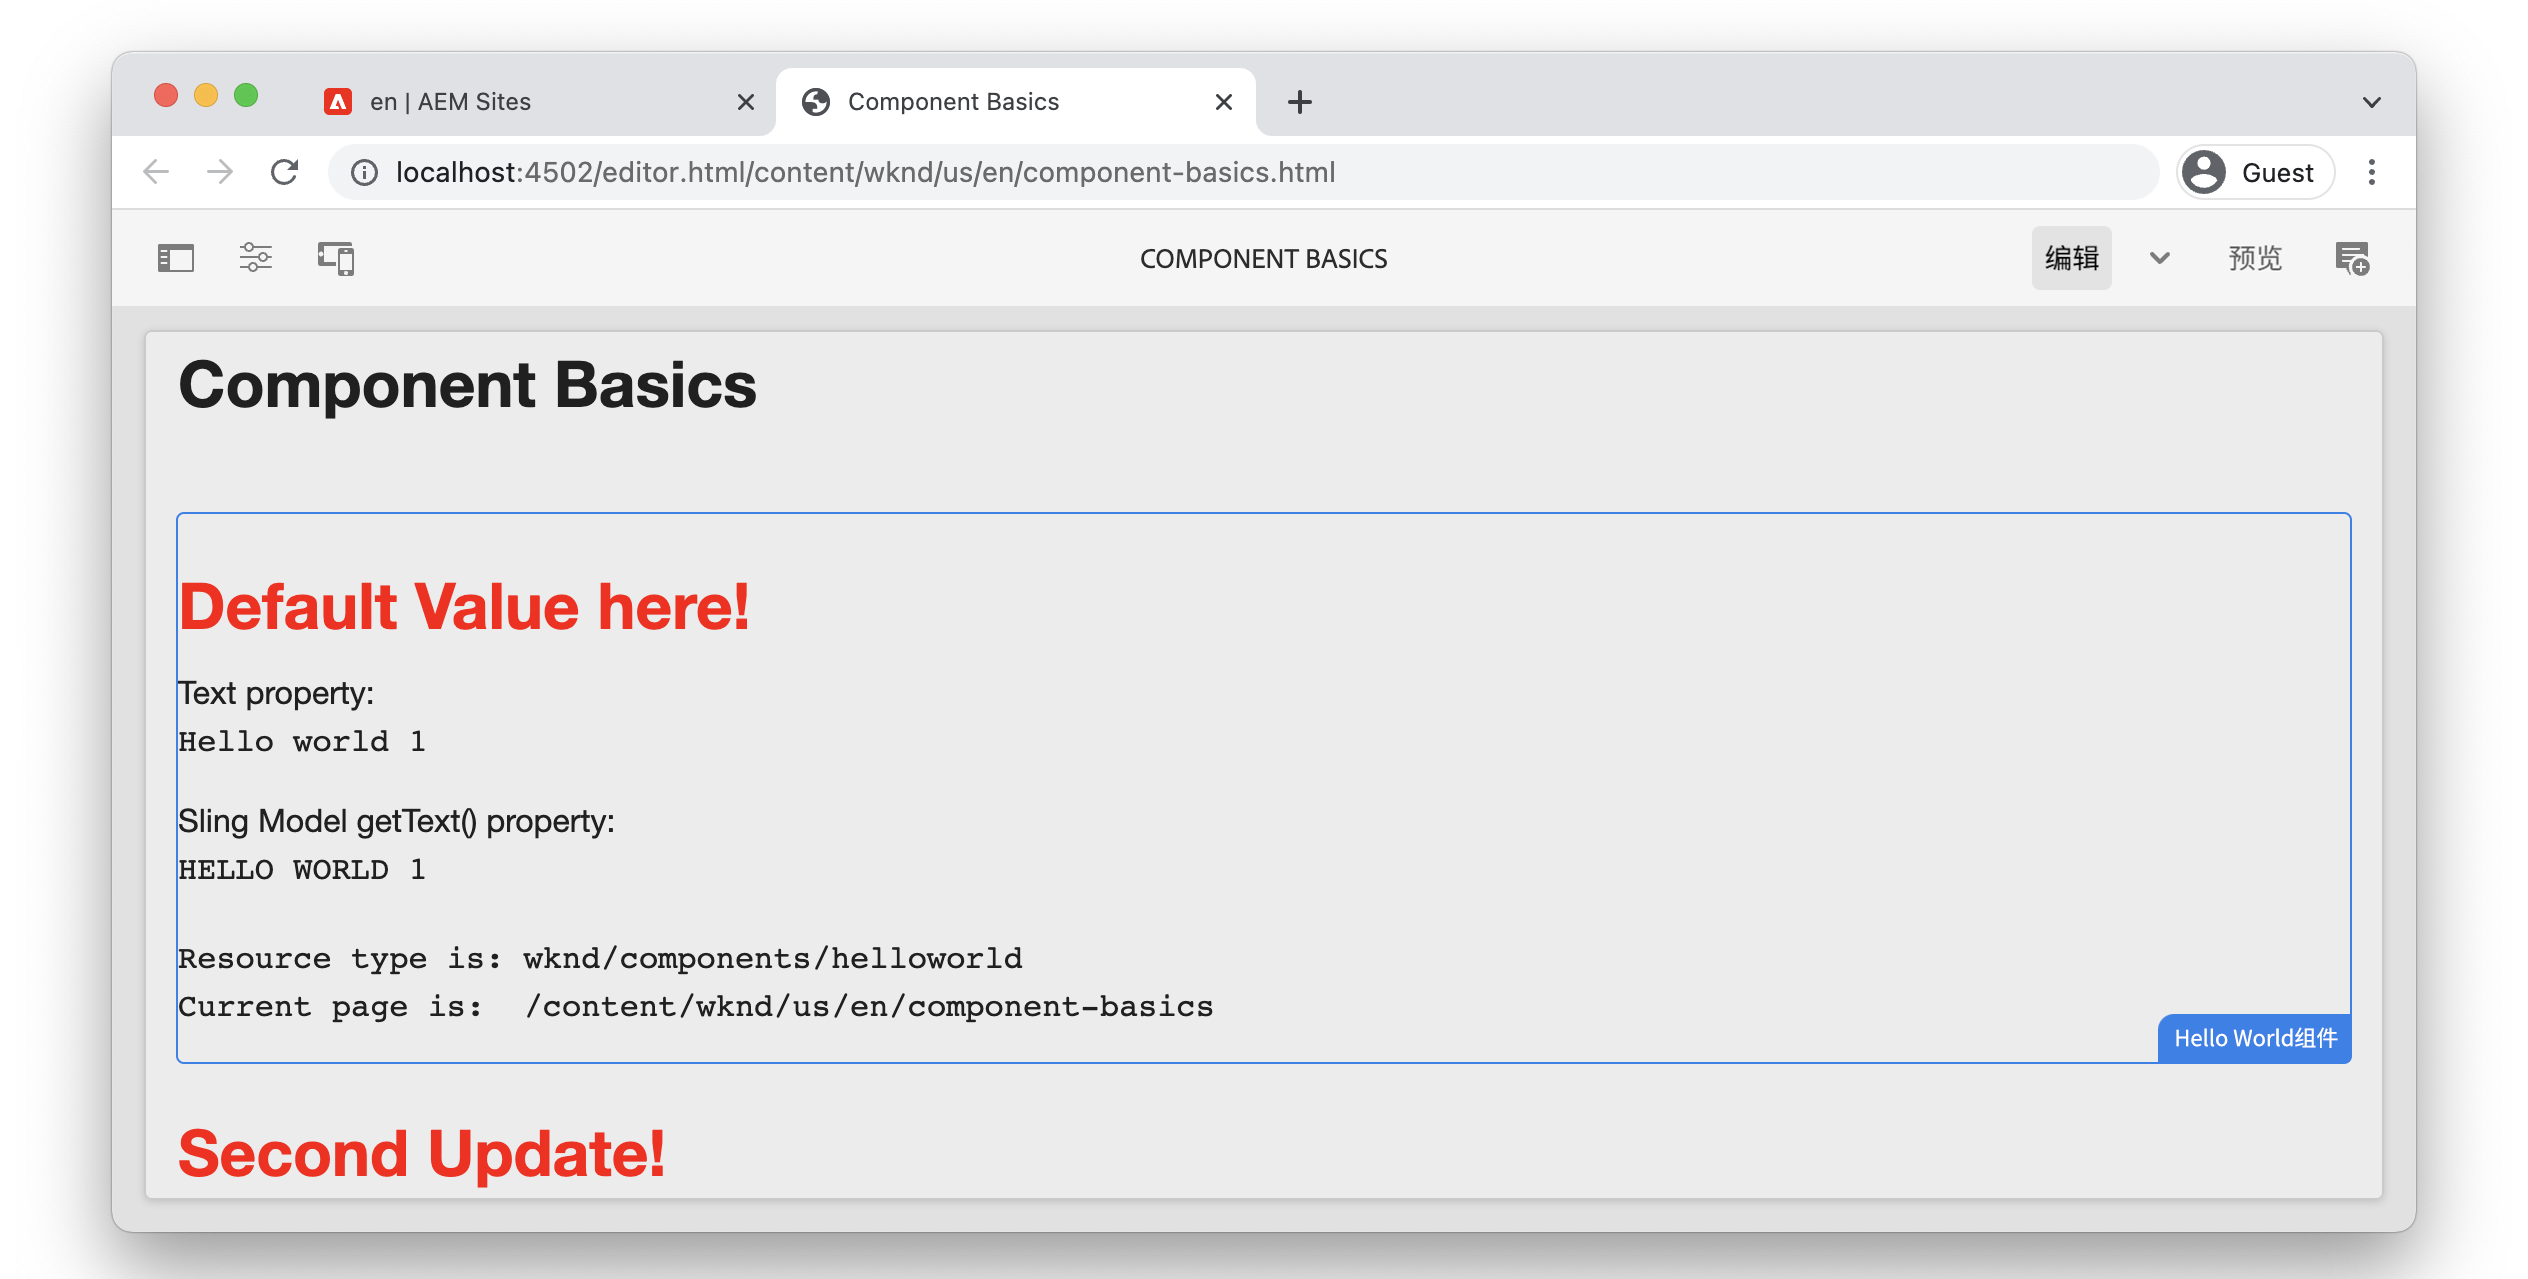 en | AEM Sites
Component Basics
localhost:4502/editor.html/content/wknd/us/en/component-basics.html
Guest
COMPONENT BASICS
编辑
预览
Component Basics
Default Value here!
Text property:
Hello world 1
Sling Model getText() property:
HELLO WORLD 1
Resource type is: wknd/components/helloworld
Current page is:  /content/wknd/us/en/component-basics
Hello World组件
Second Update!